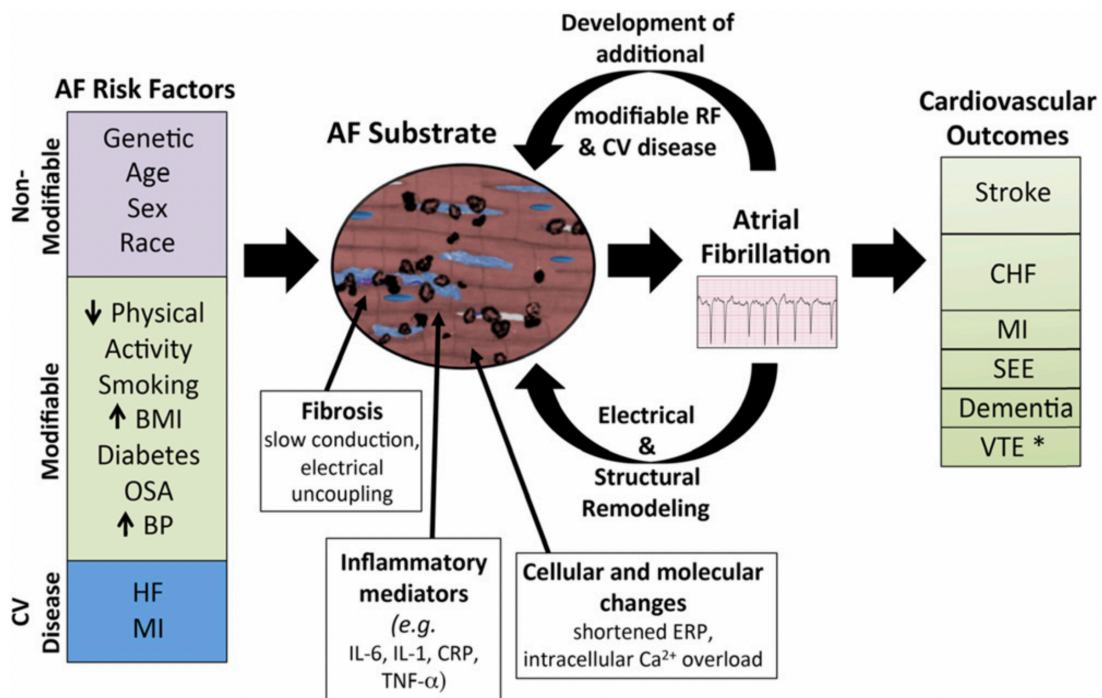 AF Risk Factors
Non-
Modifiable
Genetic
Age
Sex
Race
Modifiable
↓ Physical
Activity
Smoking
↑ BMI
Diabetes
OSA
↑ BP
CV
Disease
HF
MI
AF Substrate
Fibrosis
slow conduction,
electrical
uncoupling
Inflammatory
mediators
(e.g.
IL-6, IL-1, CRP,
TNF-α)
Cellular and molecular
changes
shortened ERP,
intracellular Ca²⁺ overload
Development of
additional
modifiable RF
& CV disease
Atrial
Fibrillation
Electrical
&
Structural
Remodeling
Cardiovascular
Outcomes
Stroke
CHF
MI
SEE
Dementia
VTE *